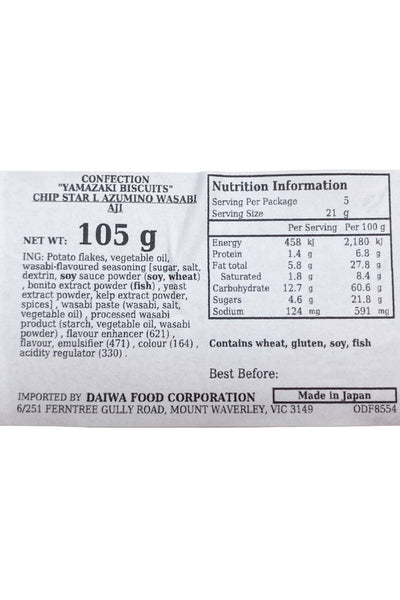 CONFECTION
"YAMAZAKI BISCUITS"
CHIP STAR L AZUMINO WASABI
AJI
NET WT: 105 g
ING: Potato flakes, vegetable oil,
wasabi-flavoured seasoning [sugar, salt,
dextrin, soy sauce powder (soy, wheat)
, bonito extract powder (fish) , yeast
extract powder, kelp extract powder,
spices] , wasabi paste (wasabi, salt,
vegetable oil) , processed wasabi
product (starch, vegetable oil, wasabi
powder) , flavour enhancer (621) ,
flavour, emulsifier (471) , colour (164) ,
acidity regulator (330) .
Nutrition Information
Serving Per Package 5
Serving Size 21 g
Per Serving Per 100 g
Energy 458 kJ 2,180 kJ
Protein 1.4 g 6.8 g
Fat total 5.8 g 27.8 g
Saturated 1.8 g 8.4 g
Carbohydrate 12.7 g 60.6 g
Sugars 4.6 g 21.8 g
Sodium 124 mg 591 mg
Contains wheat, gluten, soy, fish
Best Before:
IMPORTED BY DAIWA FOOD CORPORATION Made in Japan
6/251 FERNTREE GULLY ROAD, MOUNT WAVERLEY, VIC 3149 ODF8554